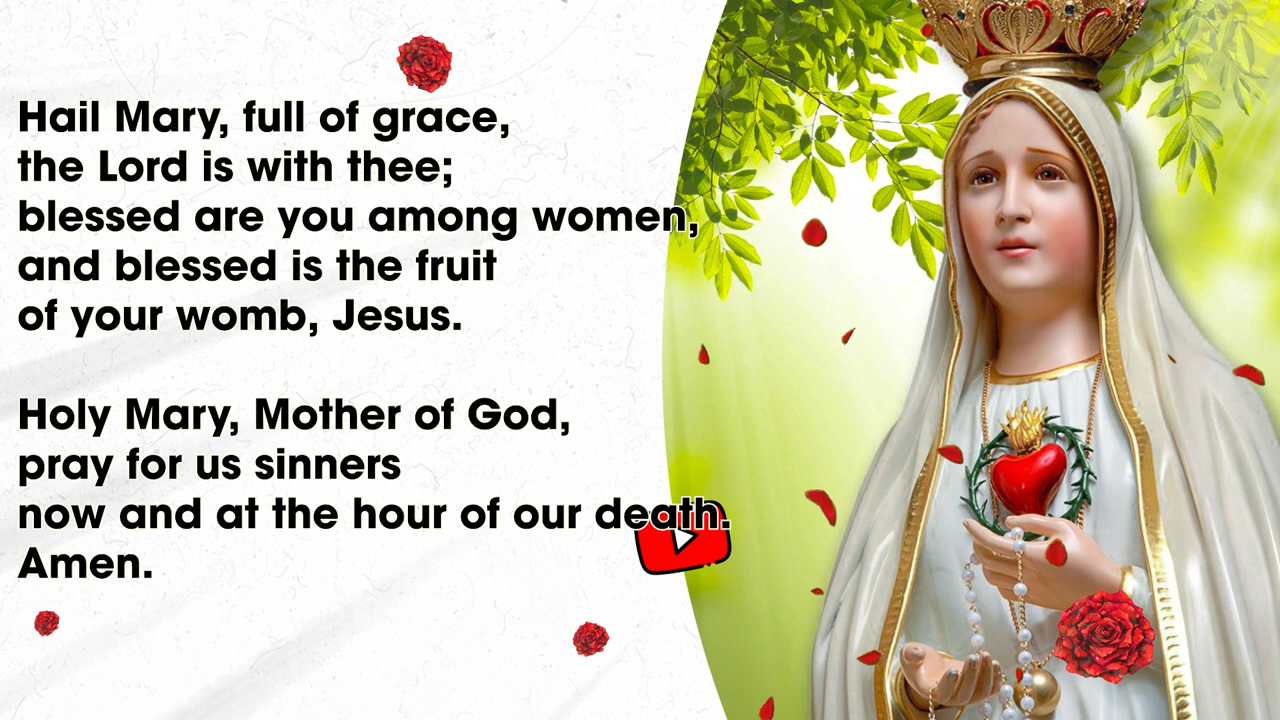 Hail Mary, full of grace,
the Lord is with thee;
blessed are you among women,
and blessed is the fruit
of your womb, Jesus.
Holy Mary, Mother of God,
pray for us sinners
now and at the hour of our death.
Amen.